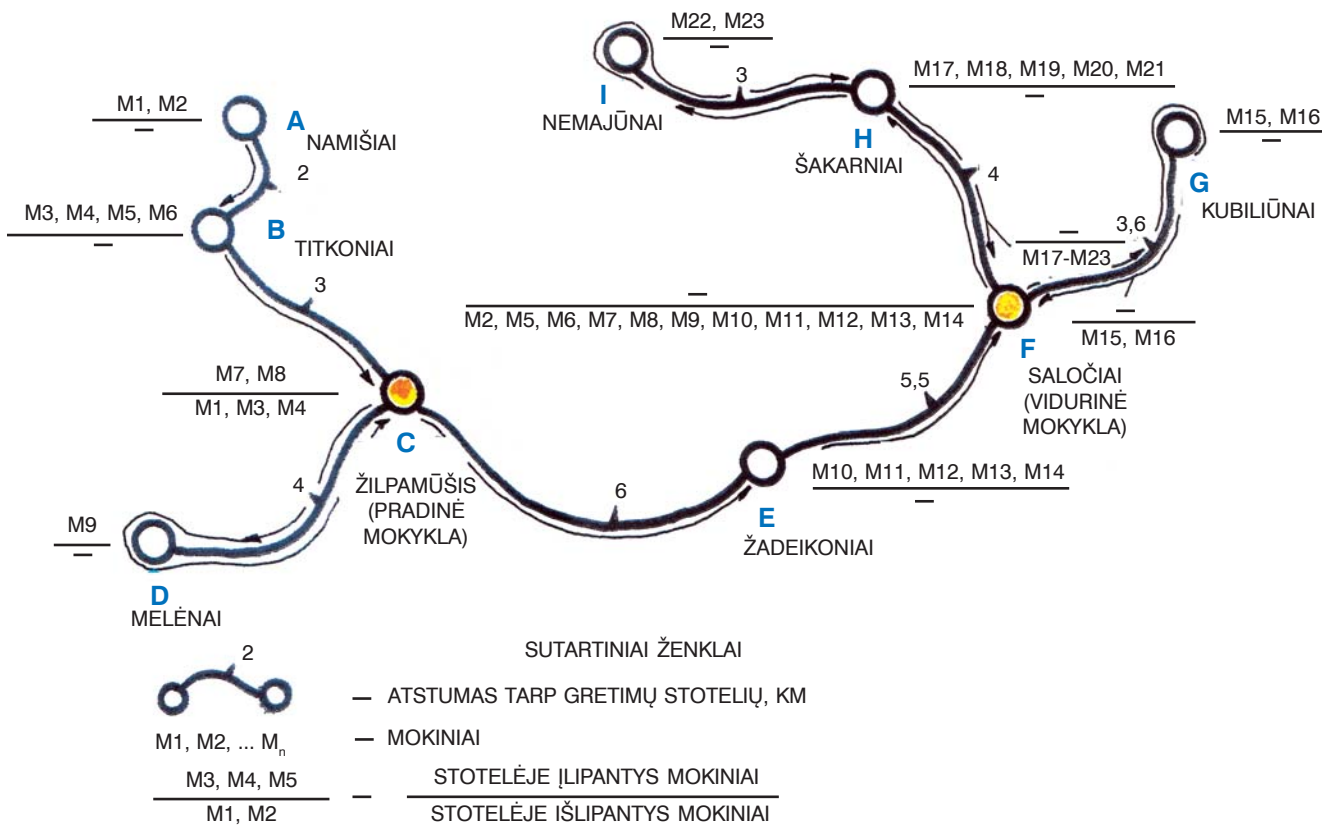 M22, M23
—
I
NEMAJŪNAI
3
M17, M18, M19, M20, M21
—
H
ŠAKARNIAI
M1, M2
—
A
NAMIŠIAI
2
M15, M16
—
G
KUBILIŪNAI
4
M3, M4, M5, M6
—
B
TITKONIAI
3
—
M17-M23
3,6
—
M2, M5, M6, M7, M8, M9, M10, M11, M12, M13, M14
—
M15, M16
F
SALOČIAI
(VIDURINĖ
MOKYKLA)
M7, M8
M1, M3, M4
C
ŽILPAMŪŠIS
(PRADINĖ
MOKYKLA)
5,5
4
6
M10, M11, M12, M13, M14
—
E
ŽADEIKONIAI
M9
—
D
MELĖNAI
SUTARTINIAI ŽENKLAI
2
— ATSTUMAS TARP GRETIMŲ STOTELIŲ, KM
M1, M2, ... Mn — MOKINIAI
M3, M4, M5
M1, M2
—
STOTELĖJE ĮLIPANTYS MOKINIAI
STOTELĖJE IŠLIPANTYS MOKINIAI